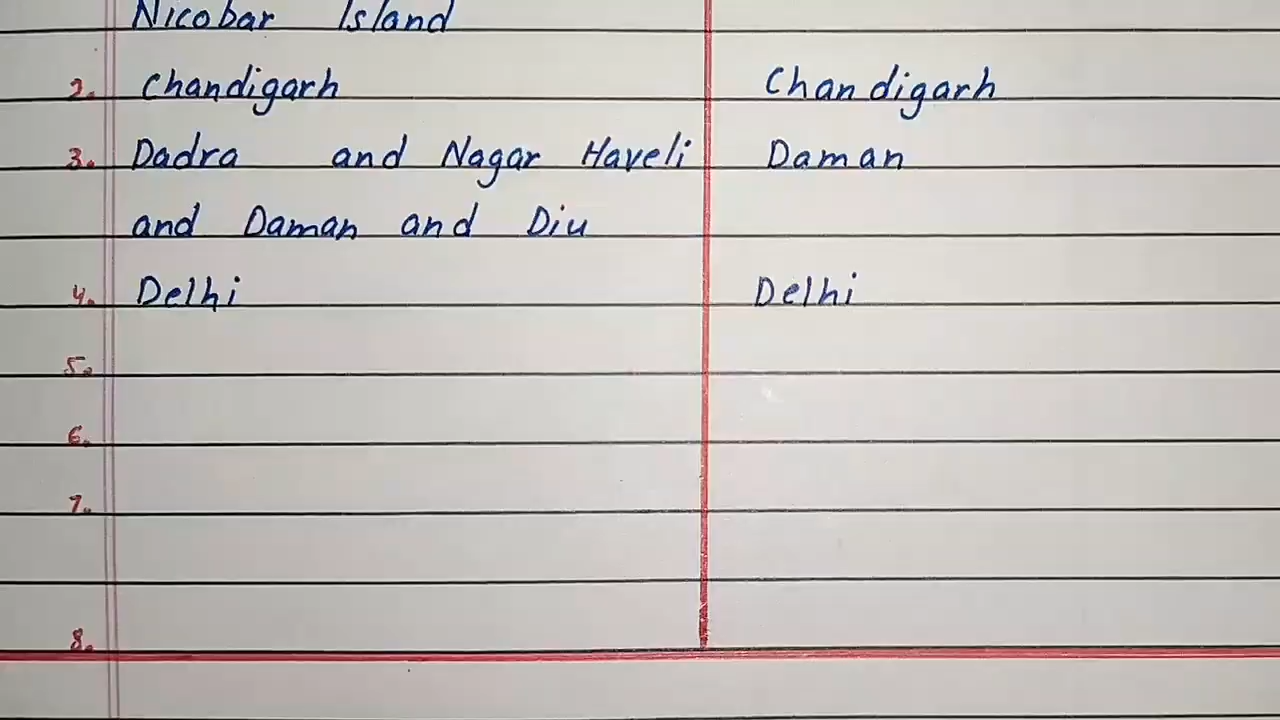 Nicobar Island
2. Chandigarh Chandigarh
3. Dadra and Nagar Haveli Daman
and Daman and Diu
4. Delhi Delhi
5.
6.
7.
8.